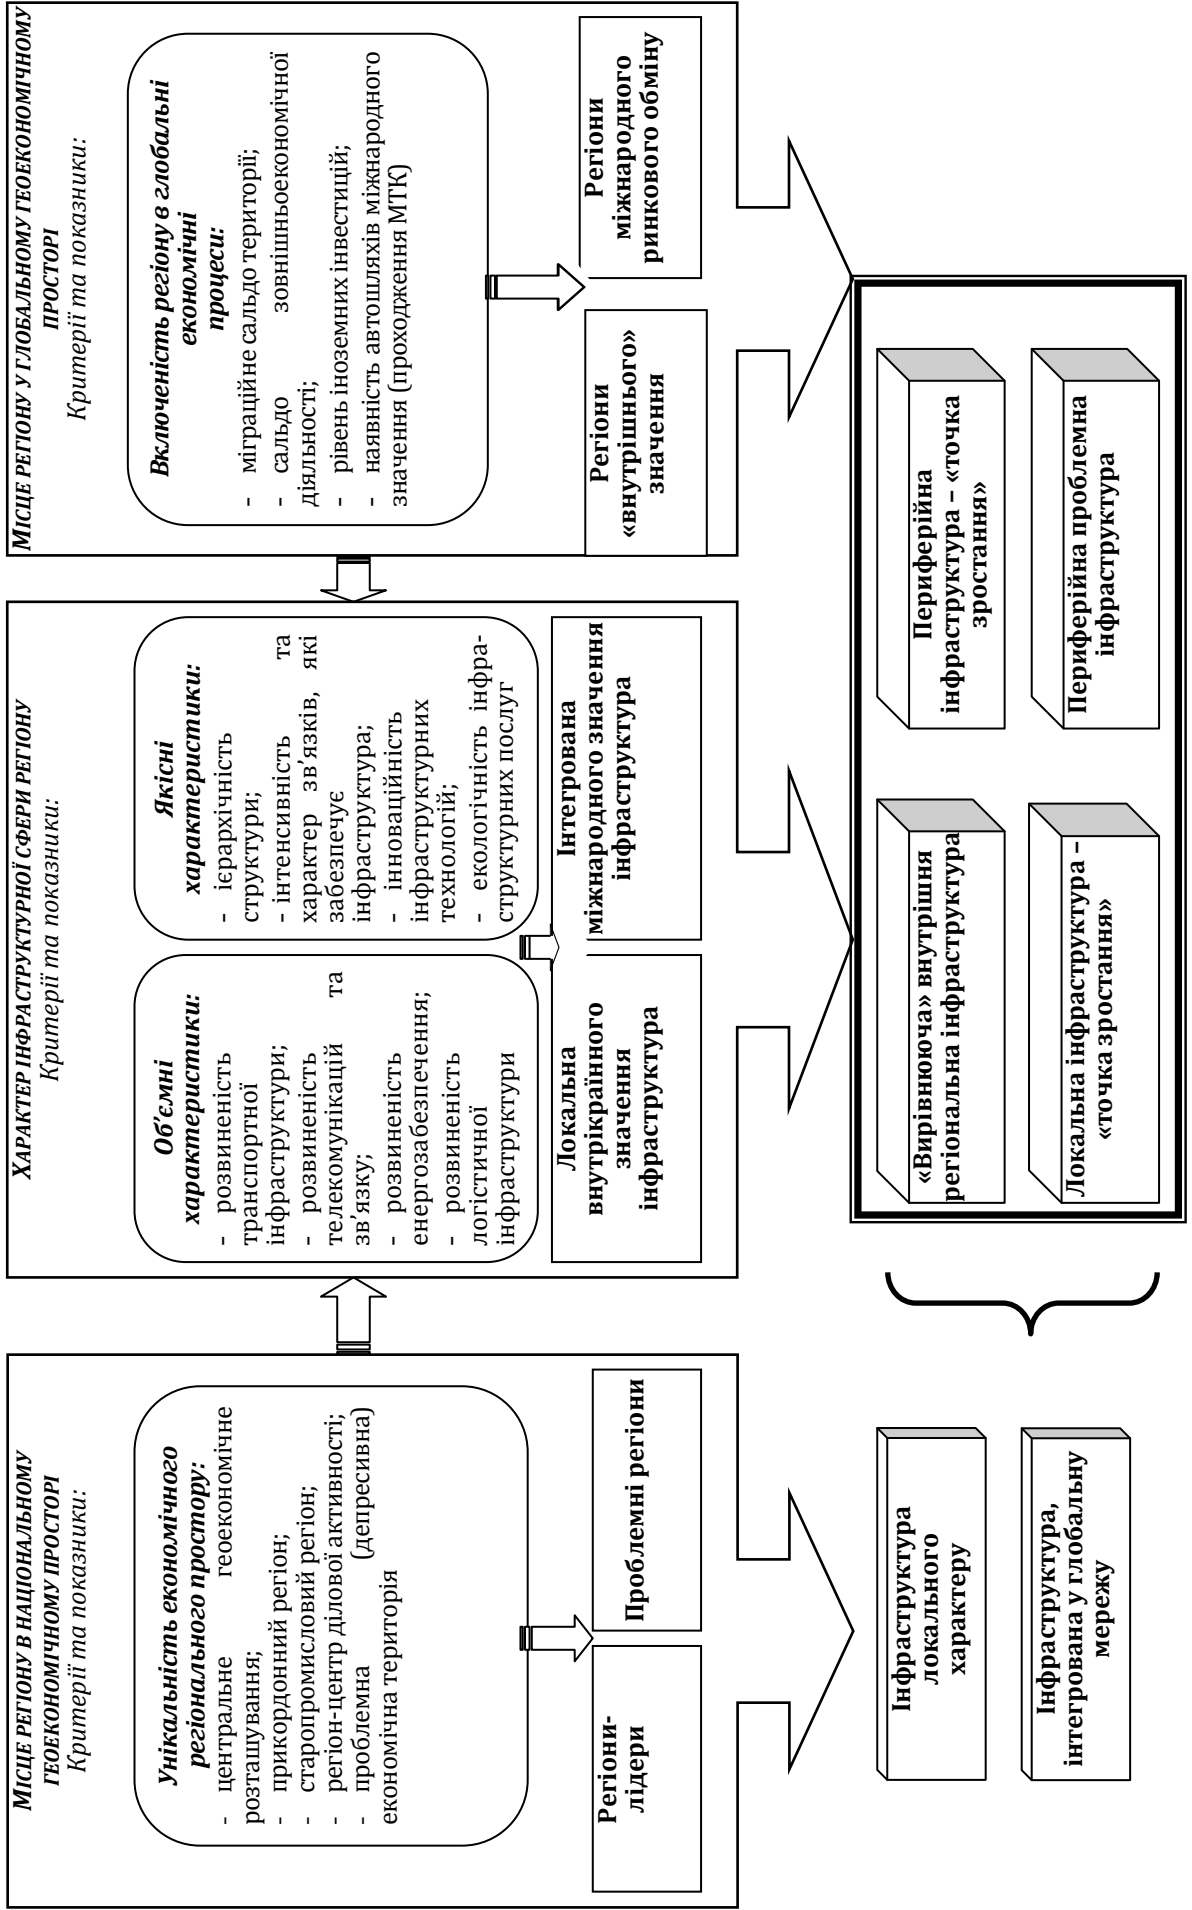 МІСЦЕ РЕГІОНУ В НАЦІОНАЛЬНОМУ
ГЕОЕКОНОМІЧНОМУ ПРОСТОРІ
Критерії та показники:
Унікальність економічного
регіонального простору:
- центральне геоекономічне
розташування;
- прикордонний регіон;
- старопромисловий регіон;
- регіон-центр ділової активності;
- проблемна (депресивна)
економічна територія
Регіони-
лідери
Проблемні регіони
ХАРАКТЕР ІНФРАСТРУКТУРНОЇ СФЕРИ РЕГІОНУ
Критерії та показники:
Об’ємні
характеристики:
- розвиненість
транспортної
інфраструктури;
- розвиненість
телекомунікацій та
зв’язку;
- розвиненість
енергозабезпечення;
- розвиненість
логістичної
інфраструктури
Якісні
характеристики:
- ієрархічність
структури;
- інтенсивність та
характер зв’язків, які
забезпечує
інфраструктура;
- інноваційність
інфраструктурних
технологій;
- екологічність інфра-
структурних послуг
Локальна
внутрікраїнного
значення
інфраструктура
Інтегрована
міжнародного значення
інфраструктура
МІСЦЕ РЕГІОНУ У ГЛОБАЛЬНОМУ ГЕОЕКОНОМІЧНОМУ
ПРОСТОРІ
Критерії та показники:
Включеність регіону в глобальні
економічні
процеси:
- міграційне сальдо території;
- сальдо зовнішньоекономічної
діяльності;
- рівень іноземних інвестицій;
- наявність автошляхів міжнародного
значення (проходження МТК)
Регіони
«внутрішнього»
значення
Регіони
міжнародного
ринкового обміну
Інфраструктура
локального
характеру
Інфраструктура,
інтегрована у глобальну
мережу
«Вирівнююча» внутрішня
регіональна інфраструктура
Периферійна
інфраструктура – «точка
зростання»
Локальна інфраструктура –
«точка зростання»
Периферійна проблемна
інфраструктура